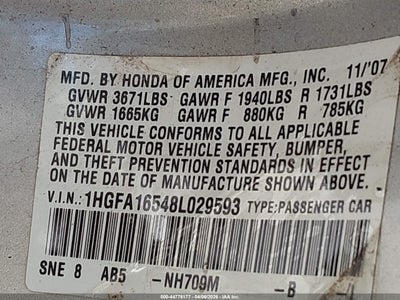 MFD. BY HONDA OF AMERICA MFG., INC. 11/'07
GVWR 3671LBS GAWR F 1940LBS R 1731LBS
GVWR 1665KG GAWR F 880KG R 785KG
THIS VEHICLE CONFORMS TO ALL APPLICABLE
FEDERAL MOTOR VEHICLE SAFETY, BUMPER,
AND THEFT PREVENTION STANDARDS IN EFFECT
ON THE DATE OF MANUFACTURE SHOWN ABOVE.
V.I.N.: 1HGFA16548L029593 TYPE:PASSENGER CAR
SNE 8 AB5 -NH709M -B